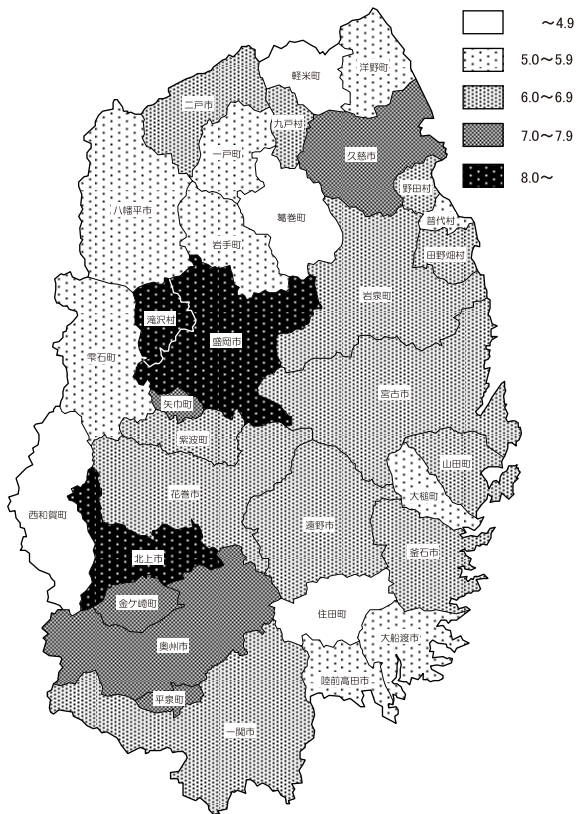 ～4.9
5.0～5.9
6.0～6.9
7.0～7.9
8.0～
洋野町
軽米町
二戸市
九戸村
一戸町
久慈市
野田村
八幡平市
葛巻町
普代村
岩手町
田野畑村
岩泉町
滝沢村
盛岡市
雫石町
宮古市
矢巾町
紫波町
山田町
花巻市
大槌町
西和賀町
遠野市
釜石市
北上市
金ケ崎町
住田町
大船渡市
奥州市
陸前高田市
平泉町
一関市